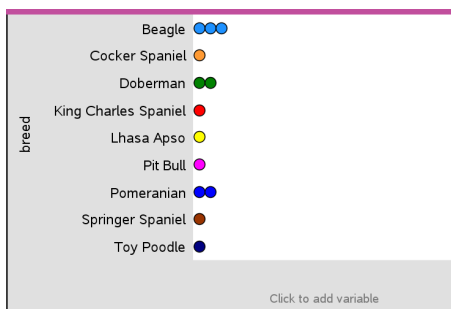 Beagle
Cocker Spaniel
Doberman
King Charles Spaniel
breed
Lhasa Apso
Pit Bull
Pomeranian
Springer Spaniel
Toy Poodle
Click to add variable